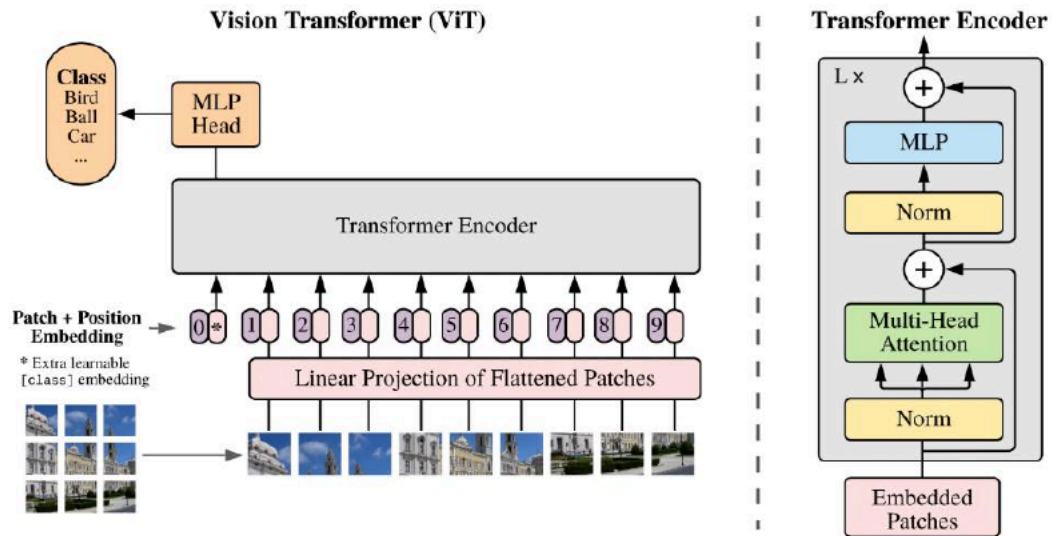 Vision Transformer (ViT)
Class
Bird
Ball
Car
...
MLP
Head
Transformer Encoder
Patch + Position
Embedding
0 * 1 2 3 4 5 6 7 8 9
* Extra learnable
[class] embedding
Linear Projection of Flattened Patches
Transformer Encoder
L x
+
MLP
Norm
+
Multi-Head
Attention
Norm
Embedded
Patches